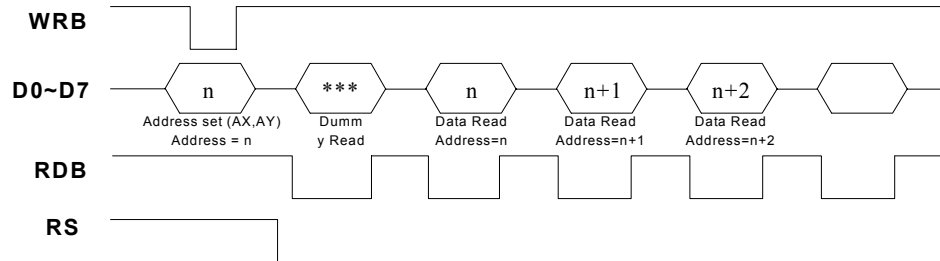 WRB
D0~D7
n
***
n
n+1
n+2
Address set (AX,AY)
Dumm
Data Read
Data Read
Data Read
Address = n
y Read
Address=n
Address=n+1
Address=n+2
RDB
RS